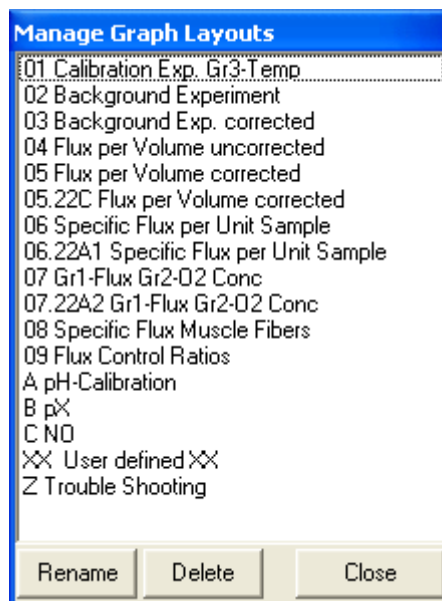 Manage Graph Layouts
01 Calibration Exp. Gr3-Temp
02 Background Experiment
03 Background Exp. corrected
04 Flux per Volume uncorrected
05 Flux per Volume corrected
05.22C Flux per Volume corrected
06 Specific Flux per Unit Sample
06.22A1 Specific Flux per Unit Sample
07 Gr1-Flux Gr2-O2 Conc
07.22A2 Gr1-Flux Gr2-O2 Conc
08 Specific Flux Muscle Fibers
09 Flux Control Ratios
A pH-Calibration
B pX
C NO
XX  User defined XX
Z Trouble Shooting
Rename Delete Close